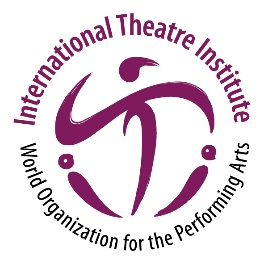 International Theatre Institute
World Organization for the Performing Arts